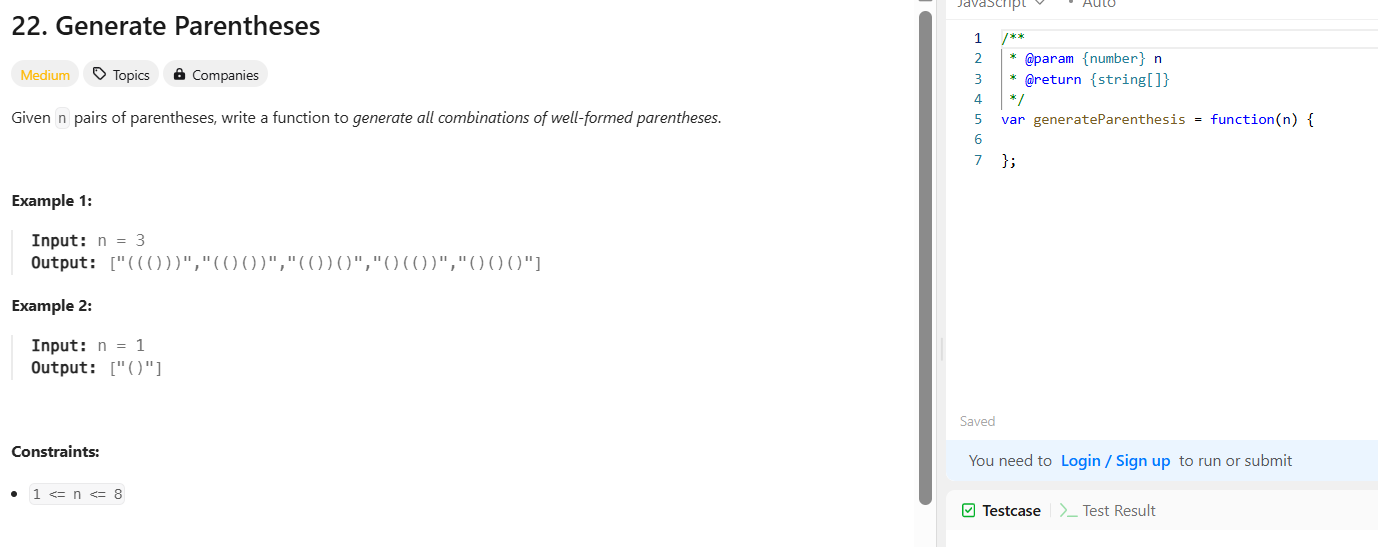 22. Generate Parentheses
Medium Topics Companies
Given n pairs of parentheses, write a function to generate all combinations of well-formed parentheses.
Example 1:
Input: n = 3
Output: ["((()))","(()())","(())()","()(())","()()()"]
Example 2:
Input: n = 1
Output: ["()"]
Constraints:
• 1 <= n <= 8
JavaScript • Auto
1 /**
2 * @param {number} n
3 * @return {string[]}
4 */
5 var generateParenthesis = function(n) {
6
7 };
Saved
You need to Login / Sign up to run or submit
Testcase Test Result